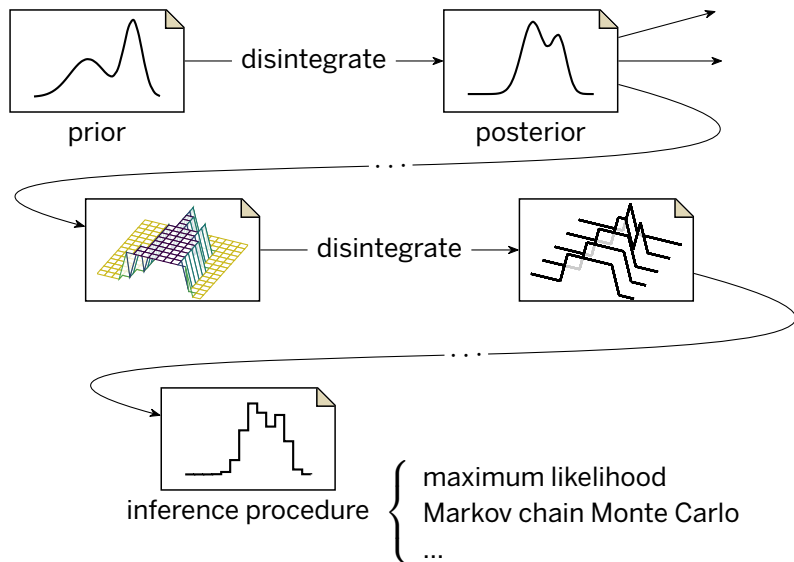 disintegrate
prior
posterior
. . .
disintegrate
. . .
inference procedure
maximum likelihood
Markov chain Monte Carlo
...